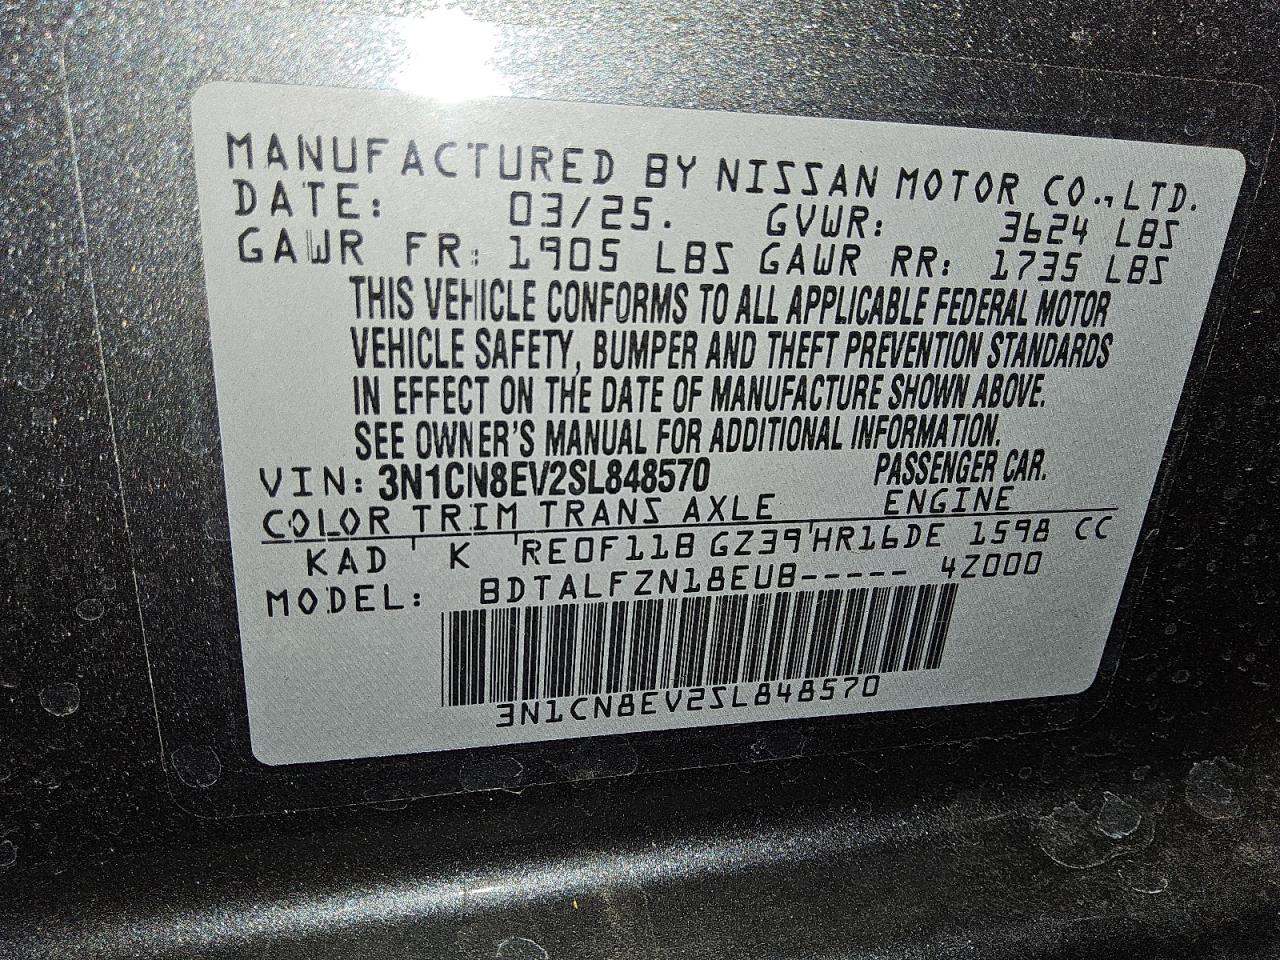 MANUFACTURED BY NISSAN MOTOR CO.,LTD.
DATE: 03/25. GVWR: 3624 LBS
GAWR FR: 1905 LBS GAWR RR: 1735 LBS
THIS VEHICLE CONFORMS TO ALL APPLICABLE FEDERAL MOTOR
VEHICLE SAFETY, BUMPER AND THEFT PREVENTION STANDARDS
IN EFFECT ON THE DATE OF MANUFACTURE SHOWN ABOVE.
SEE OWNER'S MANUAL FOR ADDITIONAL INFORMATION.
VIN: 3N1CN8EV2SL848570 PASSENGER CAR.
COLOR TRIM TRANS AXLE ENGINE
KAD ' K 'RE0F11B GZ39'HR16DE 1598 CC
MODEL: BDTALFZN18EUB----- 4Z000
3N1CN8EV2SL848570